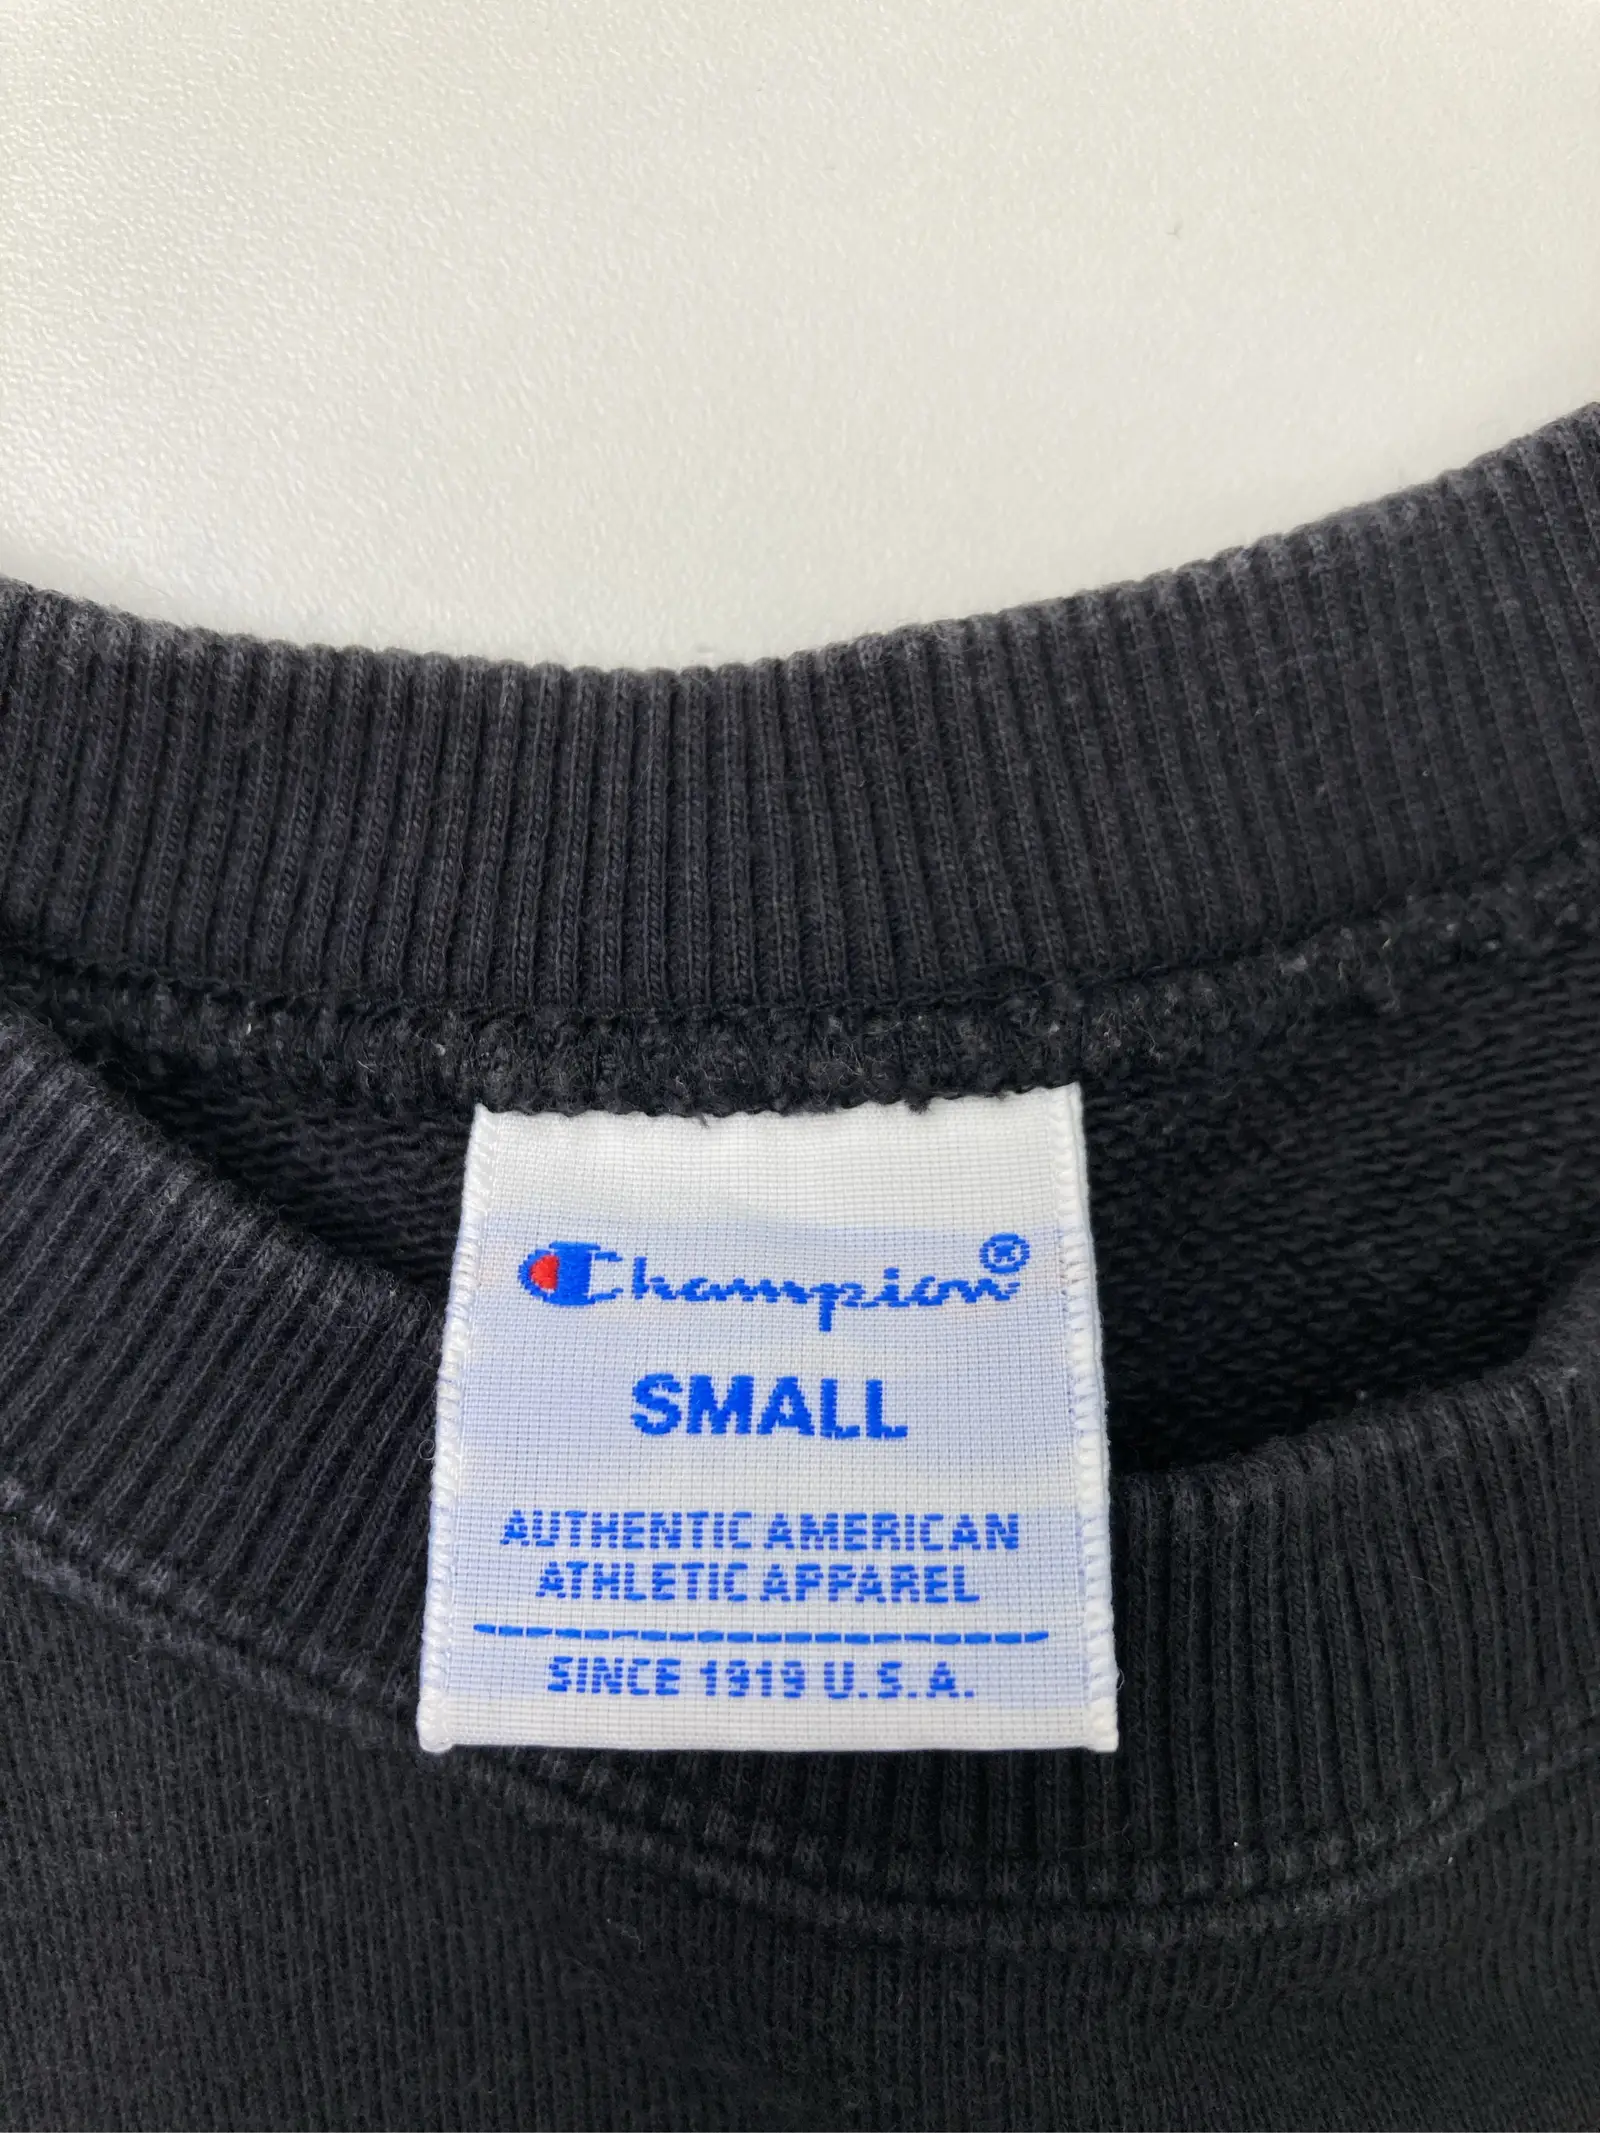 Champion®
SMALL
AUTHENTIC AMERICAN
ATHLETIC APPAREL
SINCE 1919 U.S.A.